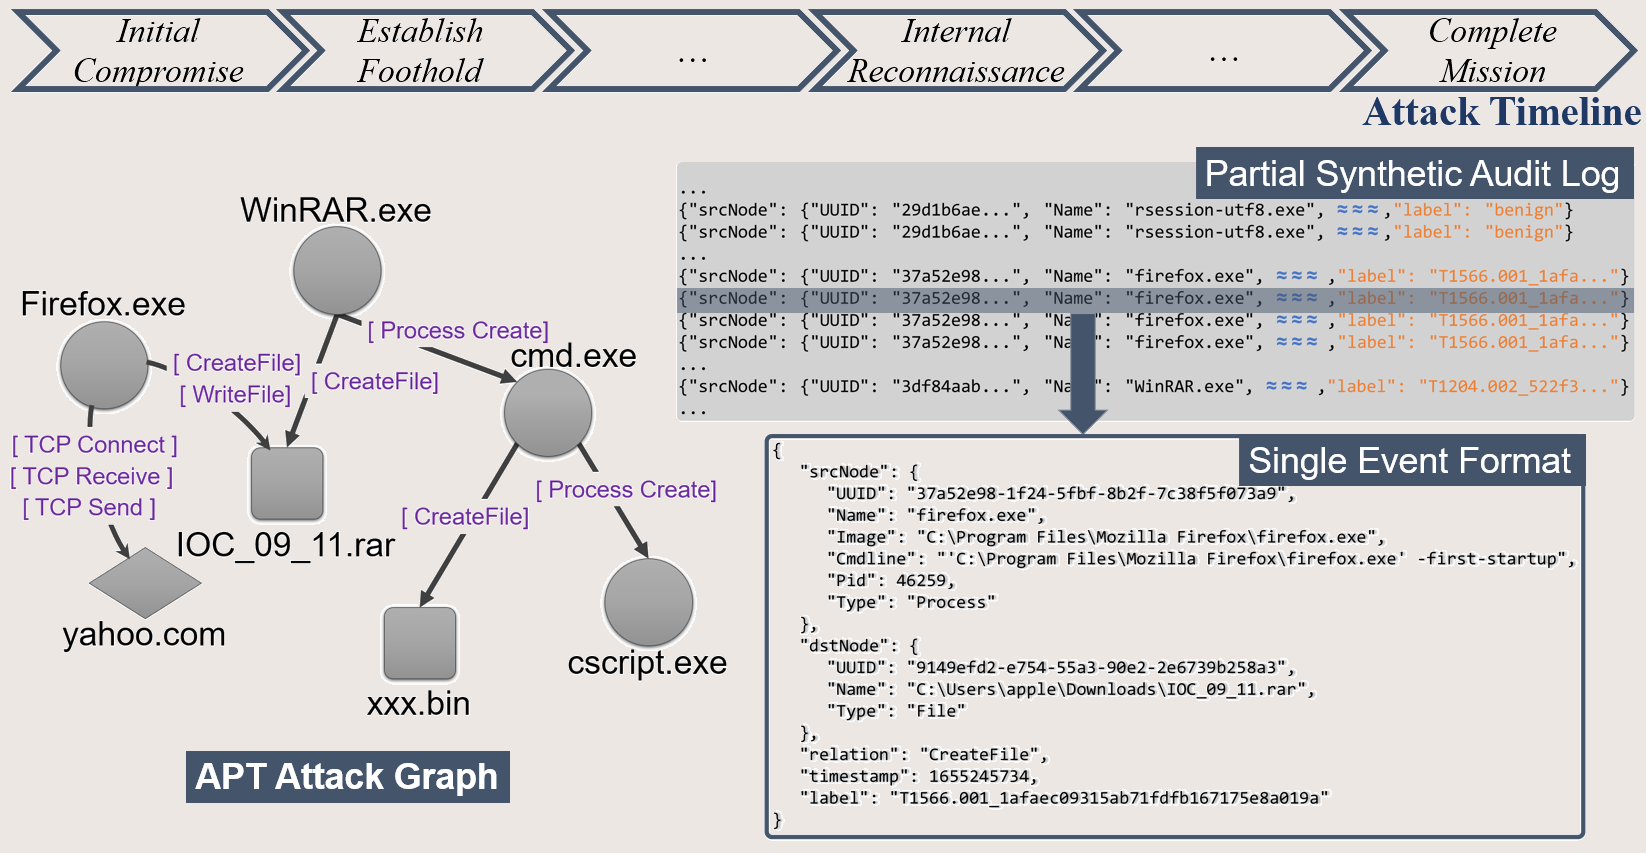 Initial
Compromise
Establish
Foothold
...
Internal
Reconnaissance
...
Complete
Mission
Attack Timeline
WinRAR.exe
Firefox.exe
[ Process Create]
cmd.exe
[ CreateFile]
[ WriteFile]
[ CreateFile]
[ TCP Connect ]
[ TCP Receive ]
[ TCP Send ]
[ Process Create]
[ CreateFile]
IOC_09_11.rar
yahoo.com
cscript.exe
xxx.bin
APT Attack Graph
Partial Synthetic Audit Log
...
{"srcNode": {"UUID": "29d1b6ae...", "Name": "rsession-utf8.exe", ≈≈≈ ,"label": "benign"}
{"srcNode": {"UUID": "29d1b6ae...", "Name": "rsession-utf8.exe", ≈≈≈ ,"label": "benign"}
...
{"srcNode": {"UUID": "37a52e98...", "Name": "firefox.exe", ≈≈≈ ,"label": "T1566.001_1afa..."}
{"srcNode": {"UUID": "37a52e98...", "Name": "firefox.exe", ≈≈≈ ,"label": "T1566.001_1afa..."}
{"srcNode": {"UUID": "37a52e98...", "Name": "firefox.exe", ≈≈≈ ,"label": "T1566.001_1afa..."}
{"srcNode": {"UUID": "37a52e98...", "Name": "firefox.exe", ≈≈≈ ,"label": "T1566.001_1afa..."}
...
{"srcNode": {"UUID": "3df84aab...", "Name": "WinRAR.exe", ≈≈≈ ,"label": "T1204.002_522f3..."}
...
Single Event Format
{
"srcNode": {
"UUID": "37a52e98-1f24-5fbf-8b2f-7c38f5f073a9",
"Name": "firefox.exe",
"Image": "C:\Program Files\Mozilla Firefox\firefox.exe",
"Cmdline": "'C:\Program Files\Mozilla Firefox\firefox.exe' -first-startup",
"Pid": 46259,
"Type": "Process"
},
"dstNode": {
"UUID": "9149efd2-e754-55a3-90e2-2e6739b258a3",
"Name": "C:\Users\apple\Downloads\IOC_09_11.rar",
"Type": "File"
},
"relation": "CreateFile",
"timestamp": 1655245734,
"label": "T1566.001_1afaec09315ab71fdfb167175e8a019a"
}